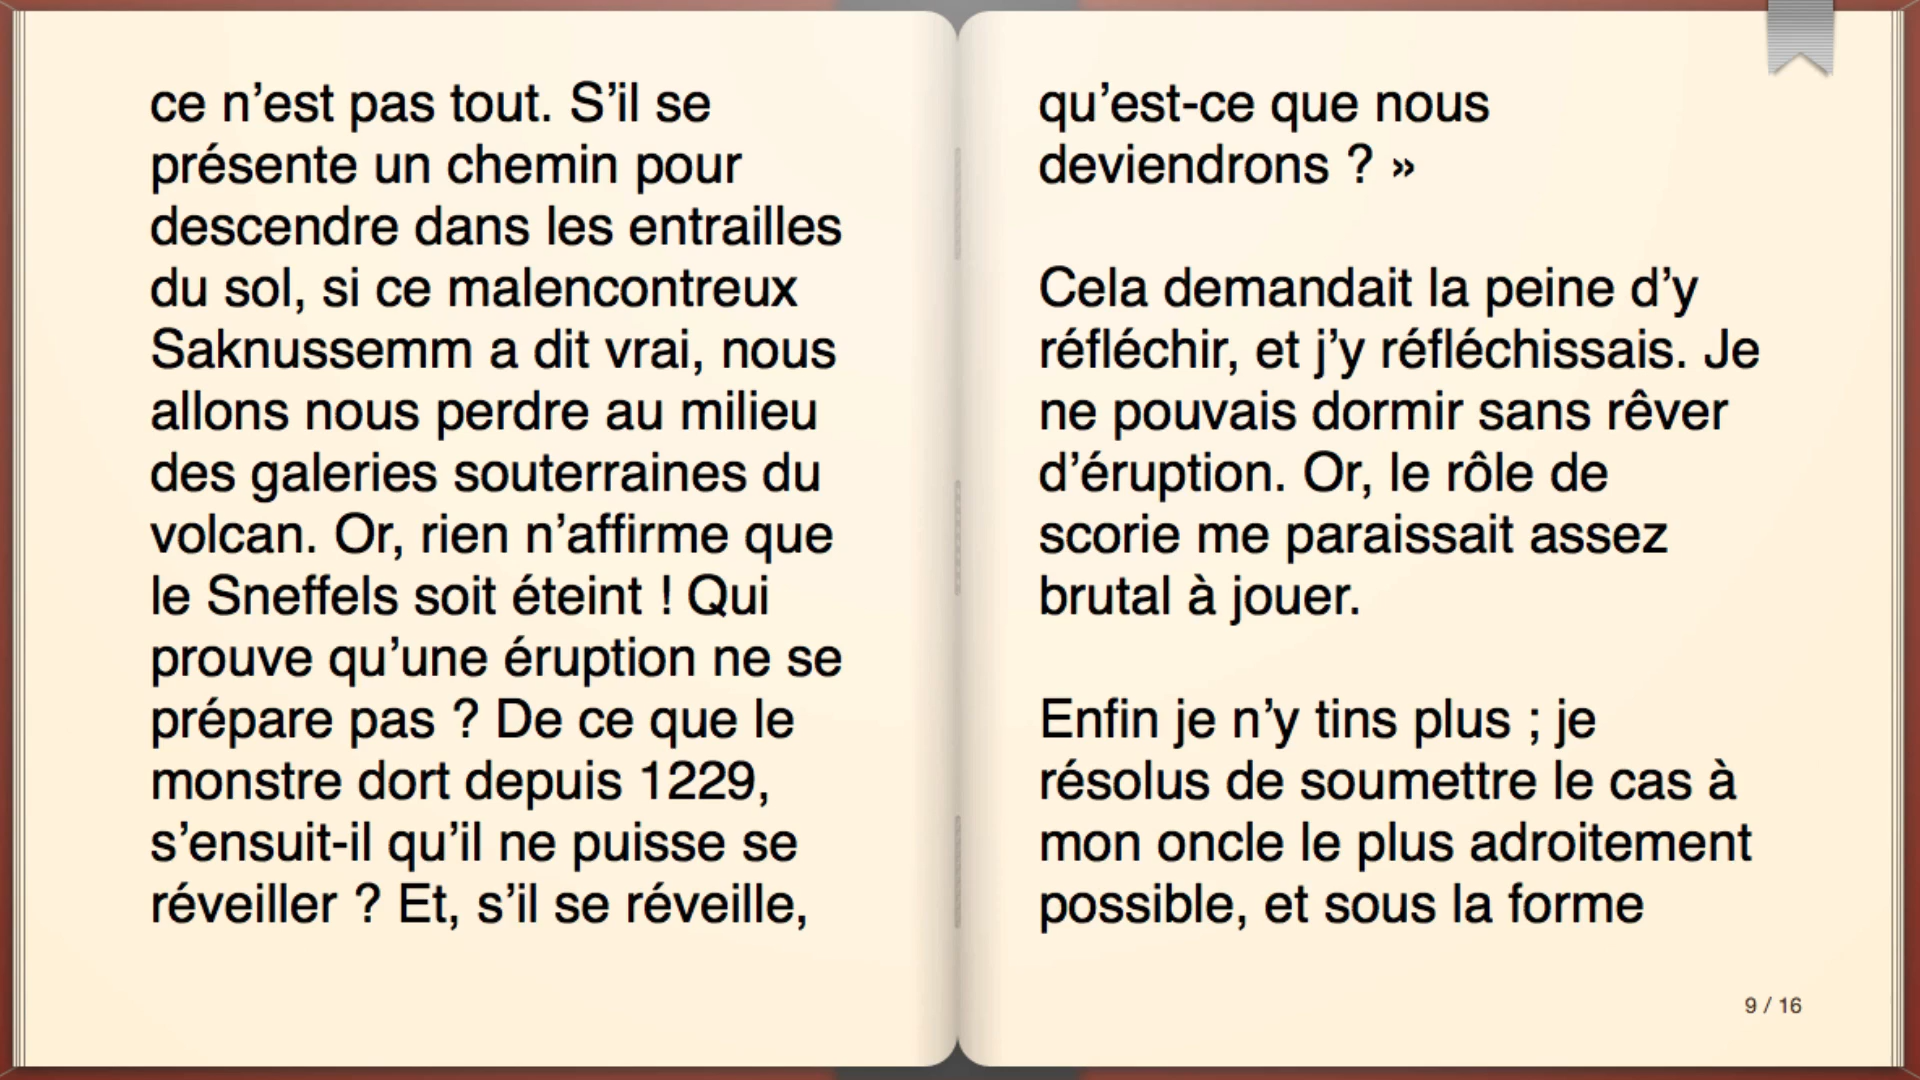 ce n’est pas tout. S’il se
présente un chemin pour
descendre dans les entrailles
du sol, si ce malencontreux
Saknussemm a dit vrai, nous
allons nous perdre au milieu
des galeries souterraines du
volcan. Or, rien n’affirme que
le Sneffels soit éteint ! Qui
prouve qu’une éruption ne se
prépare pas ? De ce que le
monstre dort depuis 1229,
s’ensuit-il qu’il ne puisse se
réveiller ? Et, s’il se réveille,
qu’est-ce que nous
deviendrons ? »
Cela demandait la peine d’y
réfléchir, et j’y réfléchissais. Je
ne pouvais dormir sans rêver
d’éruption. Or, le rôle de
scorie me paraissait assez
brutal à jouer.
Enfin je n’y tins plus ; je
résolus de soumettre le cas à
mon oncle le plus adroitement
possible, et sous la forme
9 / 16